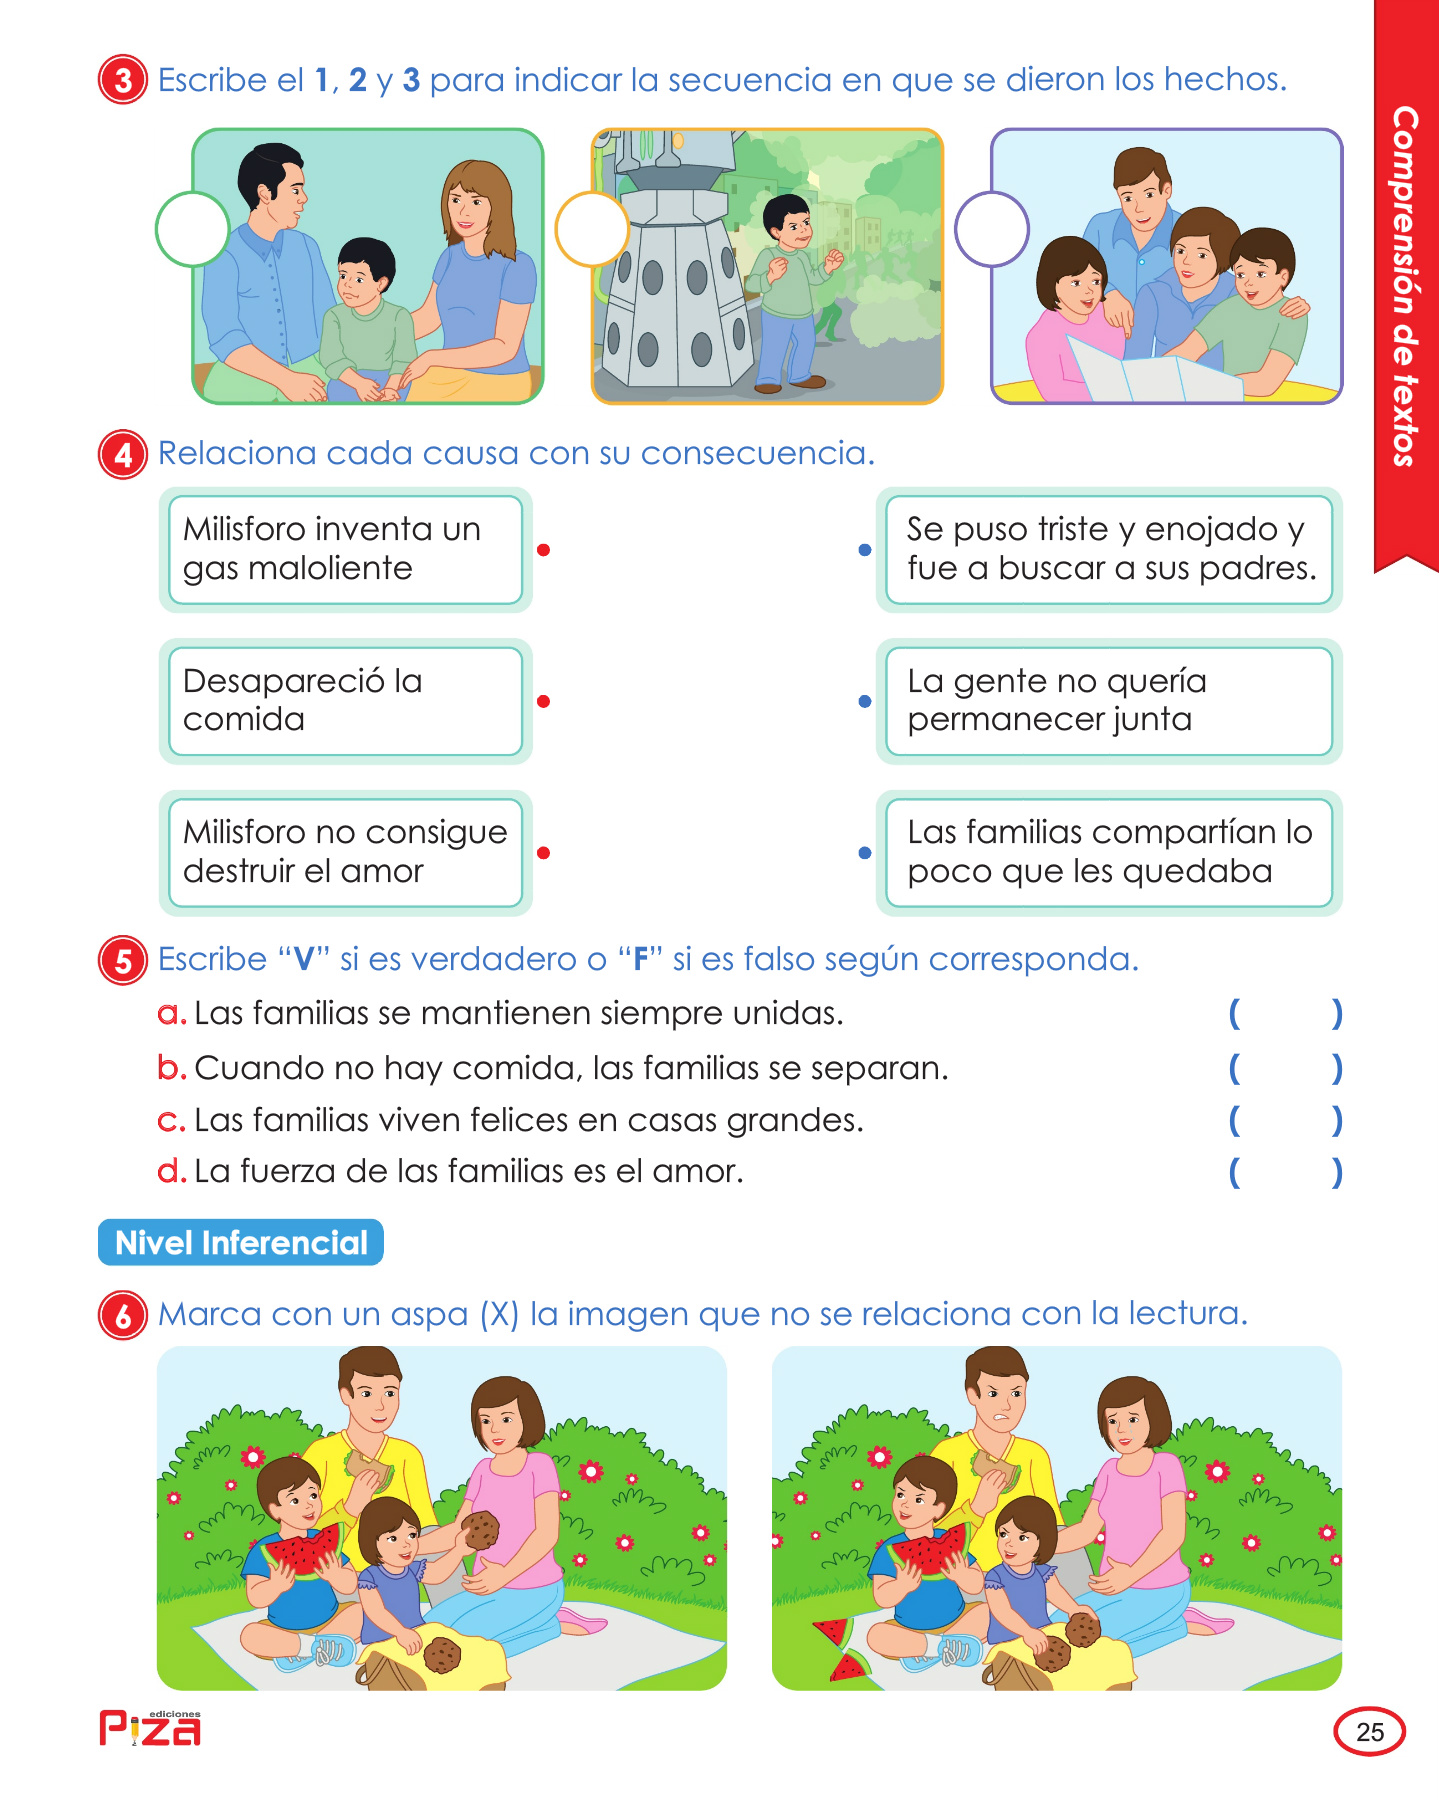 3 Escribe el 1, 2 y 3 para indicar la secuencia en que se dieron los hechos.
Comprensión de textos
4 Relaciona cada causa con su consecuencia.
Milisforo inventa un
gas maloliente
Se puso triste y enojado y
fue a buscar a sus padres.
Desapareció la
comida
La gente no quería
permanecer junta
Milisforo no consigue
destruir el amor
Las familias compartían lo
poco que les quedaba
5 Escribe “V” si es verdadero o “F” si es falso según corresponda.
a. Las familias se mantienen siempre unidas. ( )
b. Cuando no hay comida, las familias se separan. ( )
c. Las familias viven felices en casas grandes. ( )
d. La fuerza de las familias es el amor. ( )
Nivel Inferencial
6 Marca con un aspa (X) la imagen que no se relaciona con la lectura.
ediciones
Piza
25